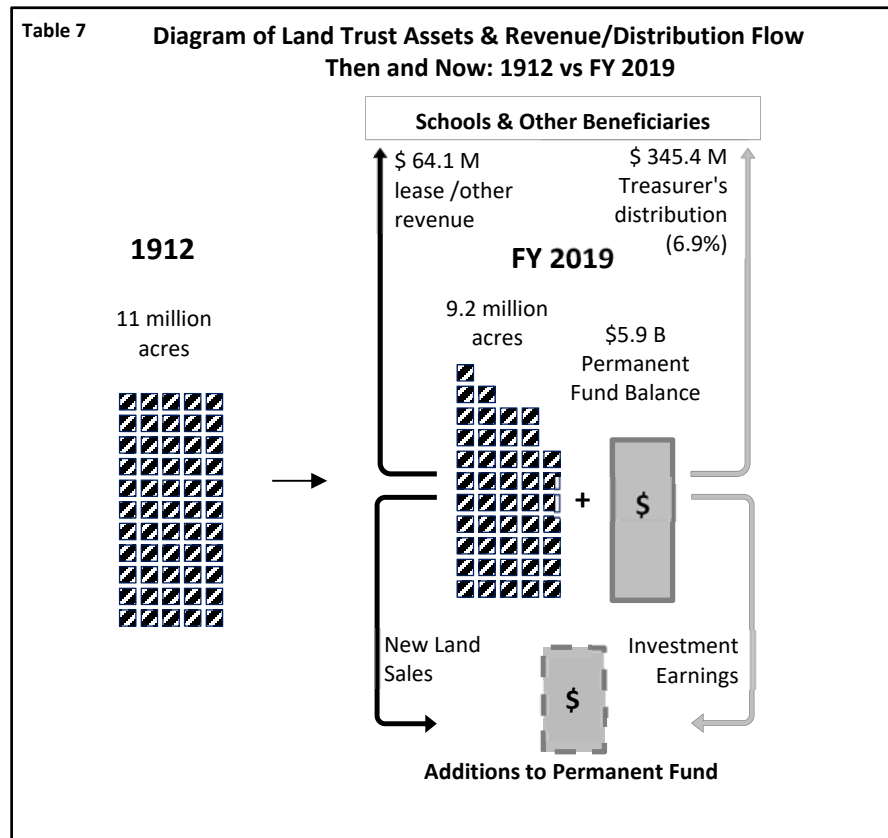 Table 7
Diagram of Land Trust Assets & Revenue/Distribution Flow
Then and Now: 1912 vs FY 2019
Schools & Other Beneficiaries
$ 64.1 M
lease /other
revenue
$ 345.4 M
Treasurer's
distribution
(6.9%)
1912
11 million
acres
FY 2019
9.2 million
acres
$5.9 B
Permanent
Fund Balance
+
$
New Land
Sales
Investment
Earnings
$
Additions to Permanent Fund